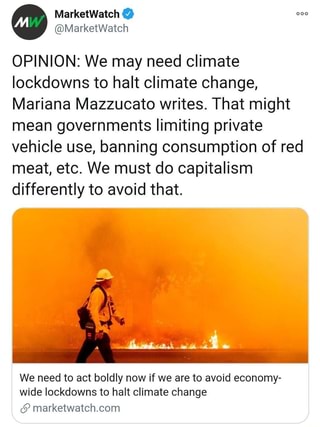 MarketWatch
@MarketWatch
OPINION: We may need climate
lockdowns to halt climate change,
Mariana Mazzucato writes. That might
mean governments limiting private
vehicle use, banning consumption of red
meat, etc. We must do capitalism
differently to avoid that.
We need to act boldly now if we are to avoid economy-
wide lockdowns to halt climate change
marketwatch.com